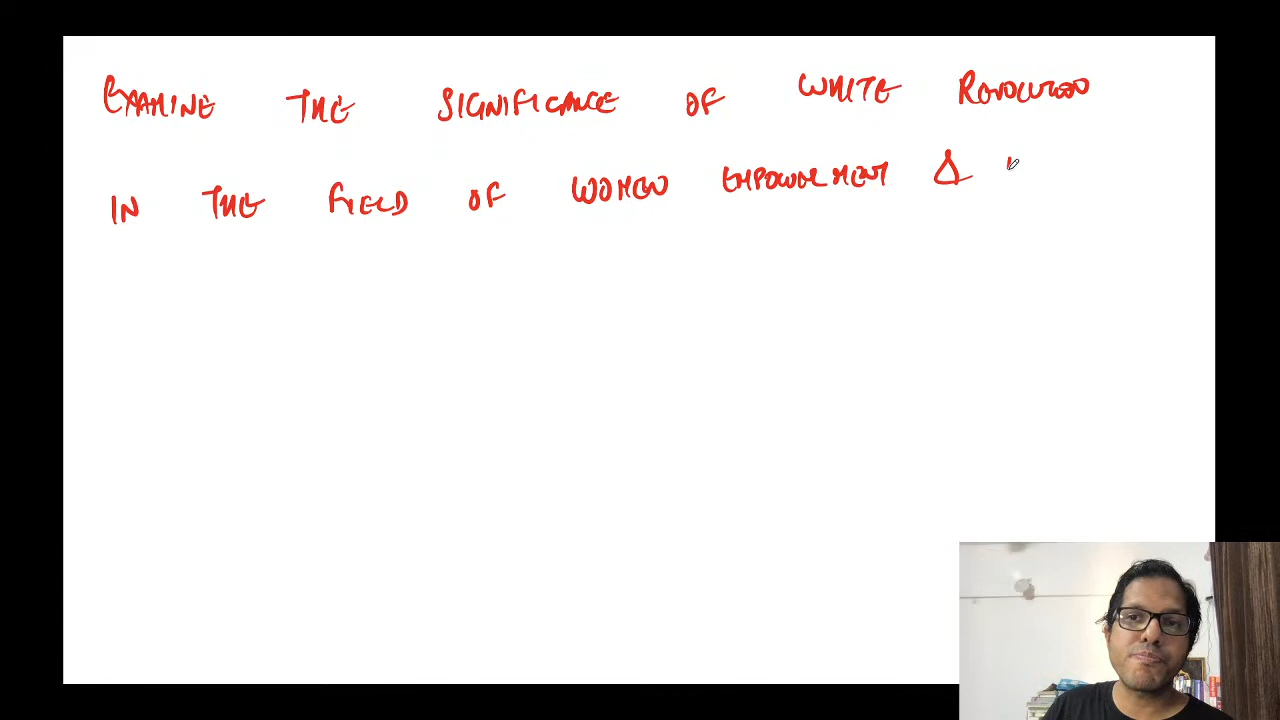 EXAMINE THE SIGNIFICANCE OF WHITE REVOLUTION
IN THE FIELD OF WOMEN EMPOWERMENT &